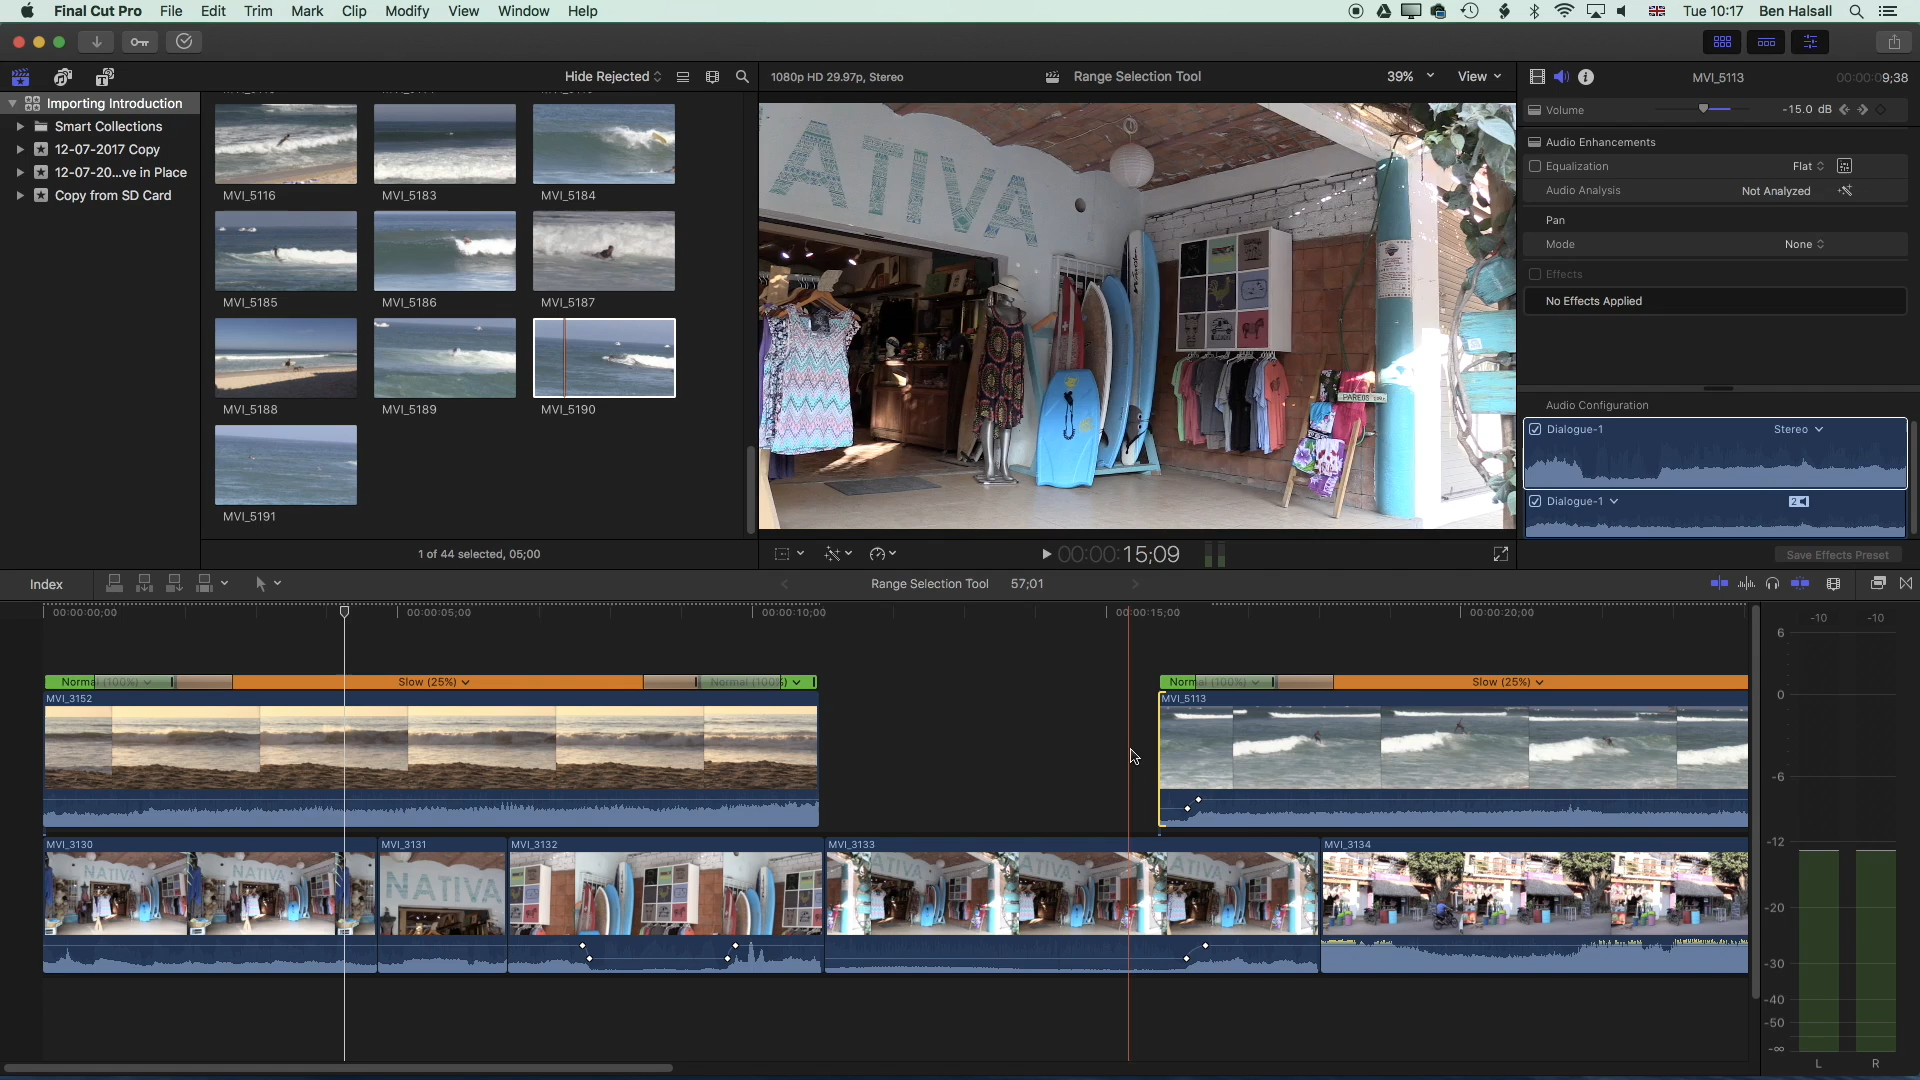 Final Cut Pro File Edit Trim Mark Clip Modify View Window Help Tue 10:17 Ben Halsall
Hide Rejected 1080p HD 29.97p, Stereo Range Selection Tool 39% View MVI_5113 00:00:09;38
Importing Introduction
Smart Collections
12-07-2017 Copy
12-07-20...ve in Place
Copy from SD Card
MVI_5116 MVI_5183 MVI_5184
MVI_5185 MVI_5186 MVI_5187
MVI_5188 MVI_5189 MVI_5190
MVI_5191
1 of 44 selected, 05;00
ATIVA
PAREOS
00:00:15;09
Volume -15.0 dB
Audio Enhancements
Equalization Flat
Audio Analysis Not Analyzed
Pan
Mode None
Effects
No Effects Applied
Audio Configuration
Dialogue-1 Stereo
Dialogue-1 2
Save Effects Preset
Index Range Selection Tool 57;01
00:00:00;00 00:00:05;00 00:00:10;00 00:00:15;00 00:00:20;00
Normal (100%) Slow (25%) Normal (100%) Normal (100%) Slow (25%)
MVI_3152 MVI_5113
MVI_3130 MVI_3131 MVI_3132 MVI_3133 MVI_3134
NATIVA NATIVA NATIVA
-10 -10
6
0
-6
-12
-20
-30
-40
-50
-∞
L R